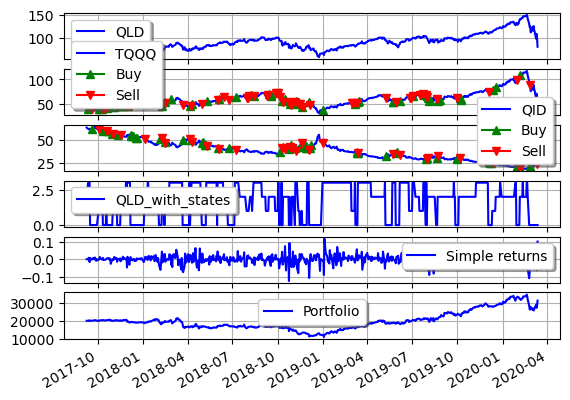 150
100
QLD
TQQQ
Buy
Sell
100
50
QID
Buy
Sell
50
25
2.5
0.0
QLD_with_states
0.1
0.0
−0.1
Simple returns
30000
20000
10000
Portfolio
2017-10
2018-01
2018-04
2018-07
2018-10
2019-01
2019-04
2019-07
2019-10
2020-01
2020-04